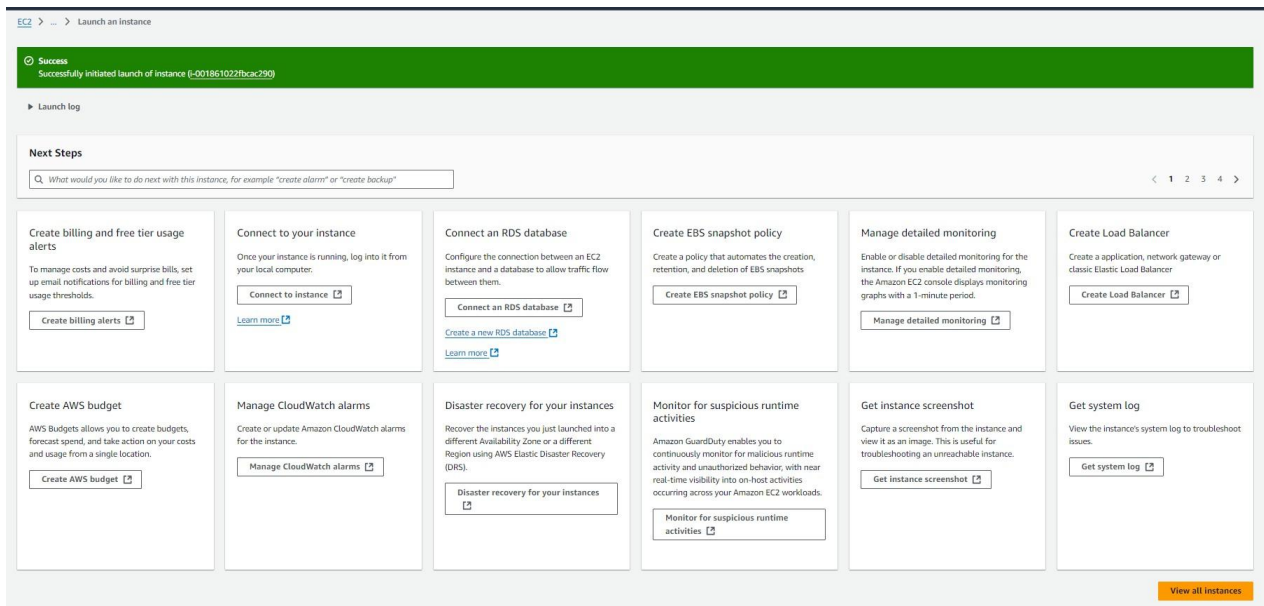 EC2 > ... > Launch an instance
Success
Successfully initiated launch of instance (i-001861022fbcac290)
Launch log
Next Steps
What would you like to do next with this instance, for example "create alarm" or "create backup"
1 2 3 4
Create billing and free tier usage
alerts
To manage costs and avoid surprise bills, set
up email notifications for billing and free tier
usage thresholds.
Create billing alerts
Connect to your instance
Once your instance is running, log into it from
your local computer.
Connect to instance
Learn more
Connect an RDS database
Configure the connection between an EC2
instance and a database to allow traffic flow
between them.
Connect an RDS database
Create a new RDS database
Learn more
Create EBS snapshot policy
Create a policy that automates the creation,
retention, and deletion of EBS snapshots
Create EBS snapshot policy
Manage detailed monitoring
Enable or disable detailed monitoring for the
instance. If you enable detailed monitoring,
the Amazon EC2 console displays monitoring
graphs with a 1-minute period.
Manage detailed monitoring
Create Load Balancer
Create a application, network gateway or
classic Elastic Load Balancer
Create Load Balancer
Create AWS budget
AWS Budgets allows you to create budgets,
forecast spend, and take action on your costs
and usage from a single location.
Create AWS budget
Manage CloudWatch alarms
Create or update Amazon CloudWatch alarms
for the instance.
Manage CloudWatch alarms
Disaster recovery for your instances
Recover the instances you just launched into a
different Availability Zone or a different
Region using AWS Elastic Disaster Recovery
(DRS).
Disaster recovery for your instances
Monitor for suspicious runtime
activities
Amazon GuardDuty enables you to
continuously monitor for malicious runtime
activity and unauthorized behavior, with near
real-time visibility into on-host activities
occurring across your Amazon EC2 workloads.
Monitor for suspicious runtime
activities
Get instance screenshot
Capture a screenshot from the instance and
view it as an image. This is useful for
troubleshooting an unreachable instance.
Get instance screenshot
Get system log
View the instance's system log to troubleshoot
issues.
Get system log
View all instances